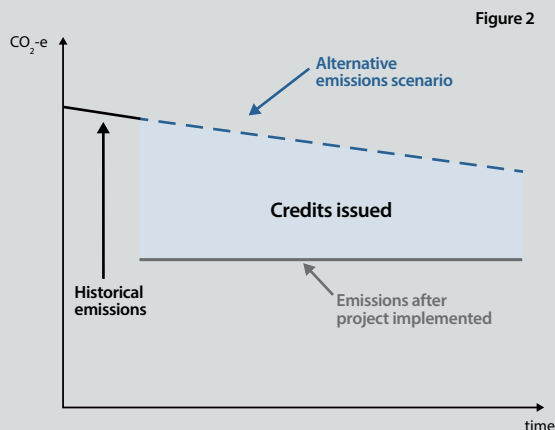 Figure 2
CO2-e
Alternative
emissions scenario
Credits issued
Historical
emissions
Emissions after
project implemented
time